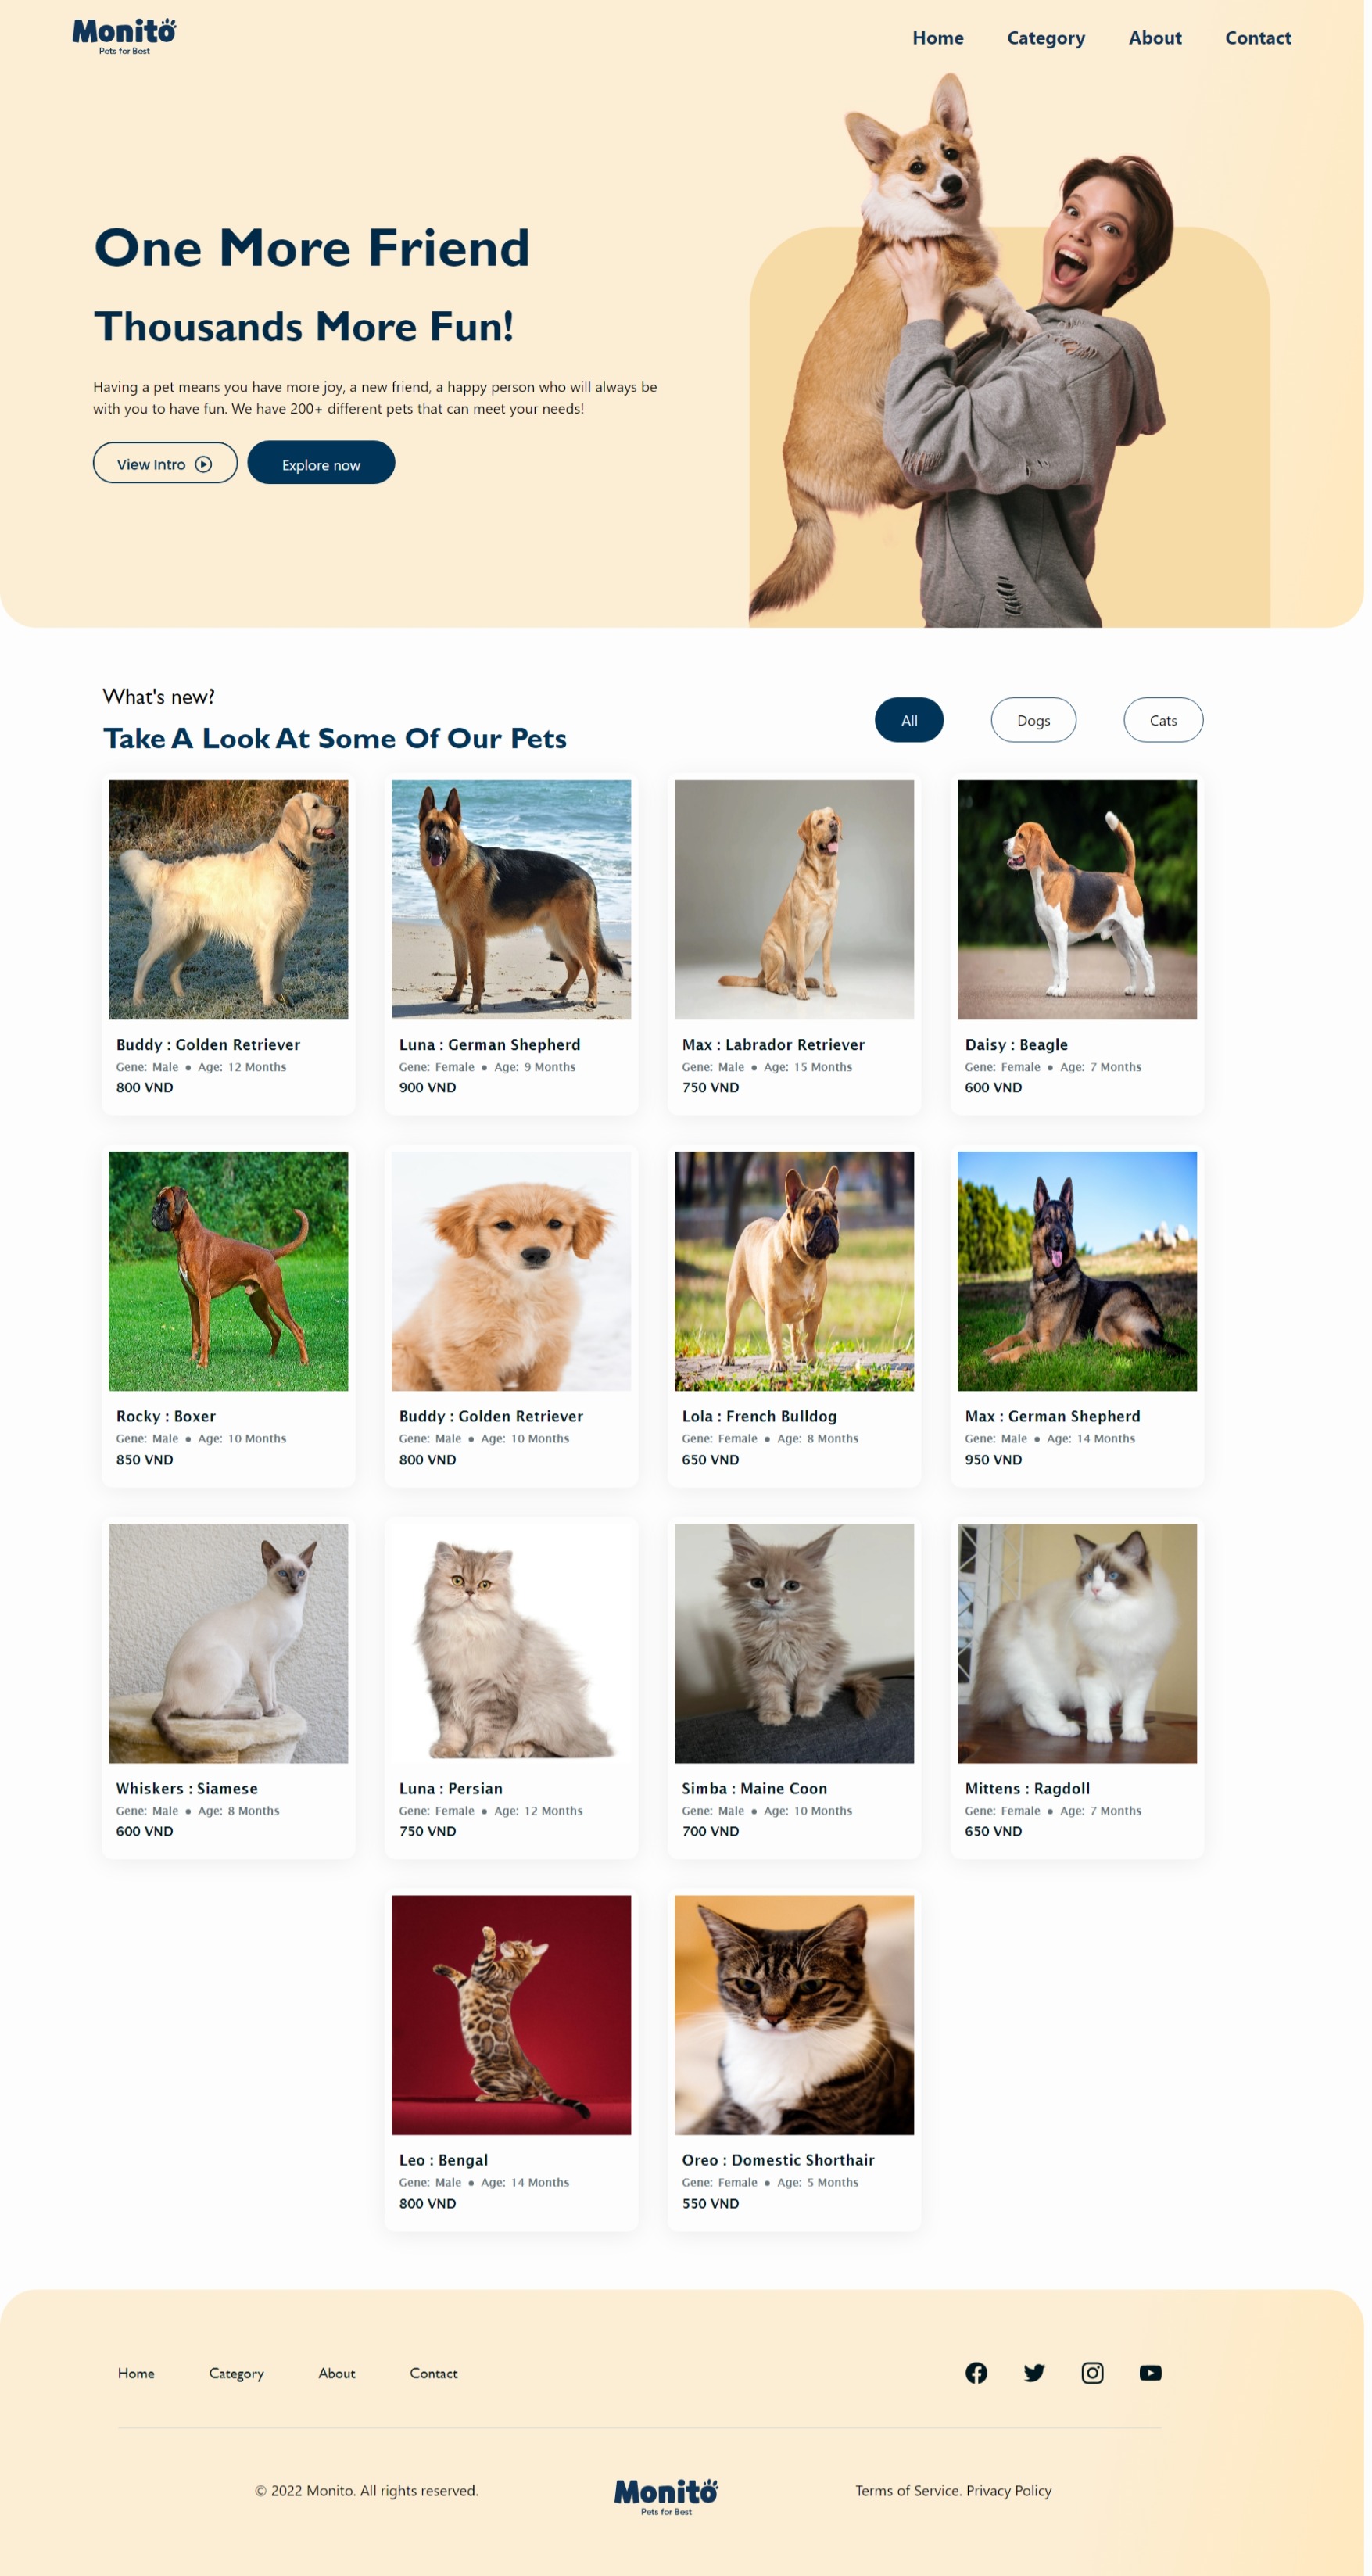 Monito
Pets for Best
Home Category About Contact
One More Friend
Thousands More Fun!
Having a pet means you have more joy, a new friend, a happy person who will always be
with you to have fun. We have 200+ different pets that can meet your needs!
View Intro Explore now
What's new?
Take A Look At Some Of Our Pets
All Dogs Cats
Buddy : Golden Retriever
Gene: Male • Age: 12 Months
800 VND
Luna : German Shepherd
Gene: Female • Age: 9 Months
900 VND
Max : Labrador Retriever
Gene: Male • Age: 15 Months
750 VND
Daisy : Beagle
Gene: Female • Age: 7 Months
600 VND
Rocky : Boxer
Gene: Male • Age: 10 Months
850 VND
Buddy : Golden Retriever
Gene: Male • Age: 10 Months
800 VND
Lola : French Bulldog
Gene: Female • Age: 8 Months
650 VND
Max : German Shepherd
Gene: Male • Age: 14 Months
950 VND
Whiskers : Siamese
Gene: Male • Age: 8 Months
600 VND
Luna : Persian
Gene: Female • Age: 12 Months
750 VND
Simba : Maine Coon
Gene: Male • Age: 10 Months
700 VND
Mittens : Ragdoll
Gene: Female • Age: 7 Months
650 VND
Leo : Bengal
Gene: Male • Age: 14 Months
800 VND
Oreo : Domestic Shorthair
Gene: Female • Age: 5 Months
550 VND
Home Category About Contact
© 2022 Monito. All rights reserved.
Monito
Pets for Best
Terms of Service. Privacy Policy